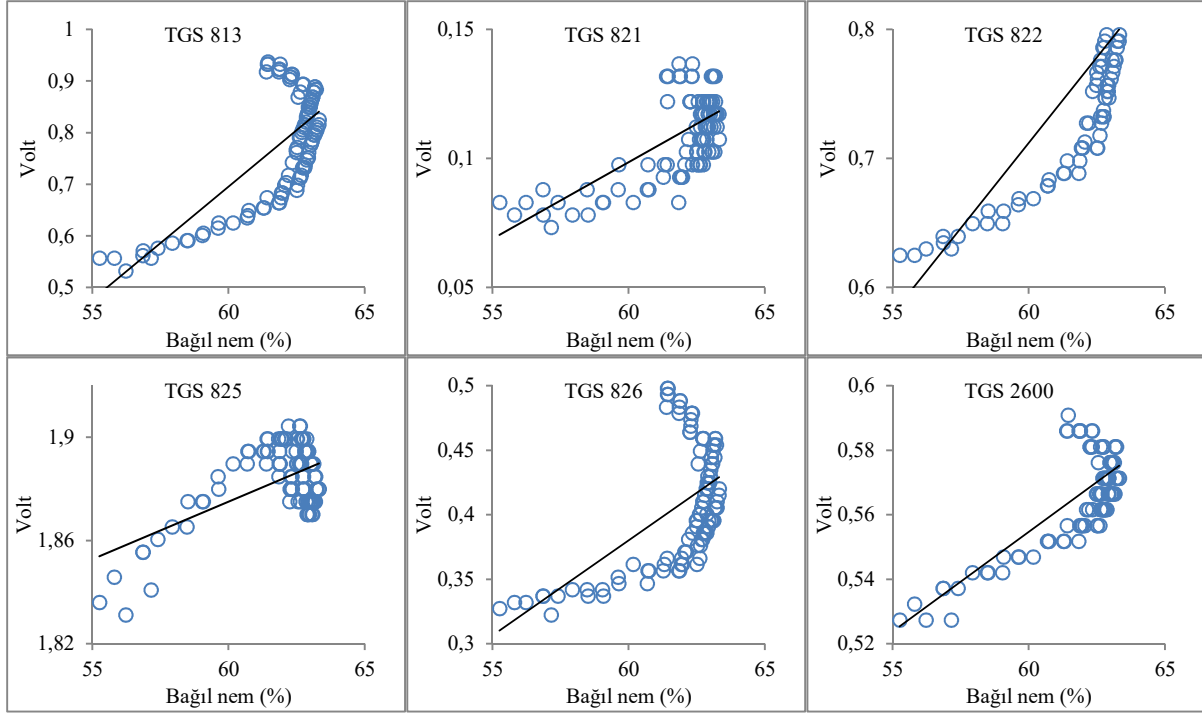 TGS 813
Volt
1
0,9
0,8
0,7
0,6
0,5
55
60
65
Bağıl nem (%)
TGS 821
Volt
0,15
0,1
0,05
55
60
65
Bağıl nem (%)
TGS 822
Volt
0,8
0,7
0,6
55
60
65
Bağıl nem (%)
TGS 825
Volt
1,9
1,86
1,82
55
60
65
Bağıl nem (%)
TGS 826
Volt
0,5
0,45
0,4
0,35
0,3
55
60
65
Bağıl nem (%)
TGS 2600
Volt
0,6
0,58
0,56
0,54
0,52
55
60
65
Bağıl nem (%)